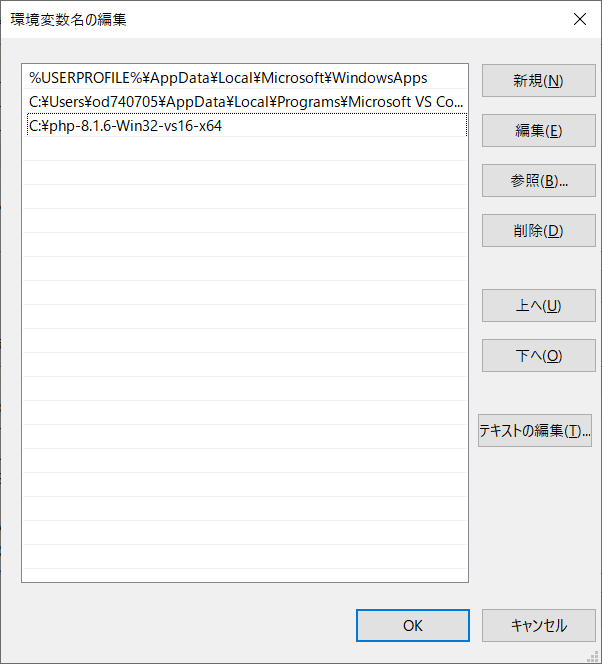 環境変数名の編集
%USERPROFILE%¥AppData¥Local¥Microsoft¥WindowsApps
C:¥Users¥od740705¥AppData¥Local¥Programs¥Microsoft VS Co...
C:¥php-8.1.6-Win32-vs16-x64
新規(N)
編集(E)
参照(B)...
削除(D)
上へ(U)
下へ(O)
テキストの編集(T)...
OK
キャンセル